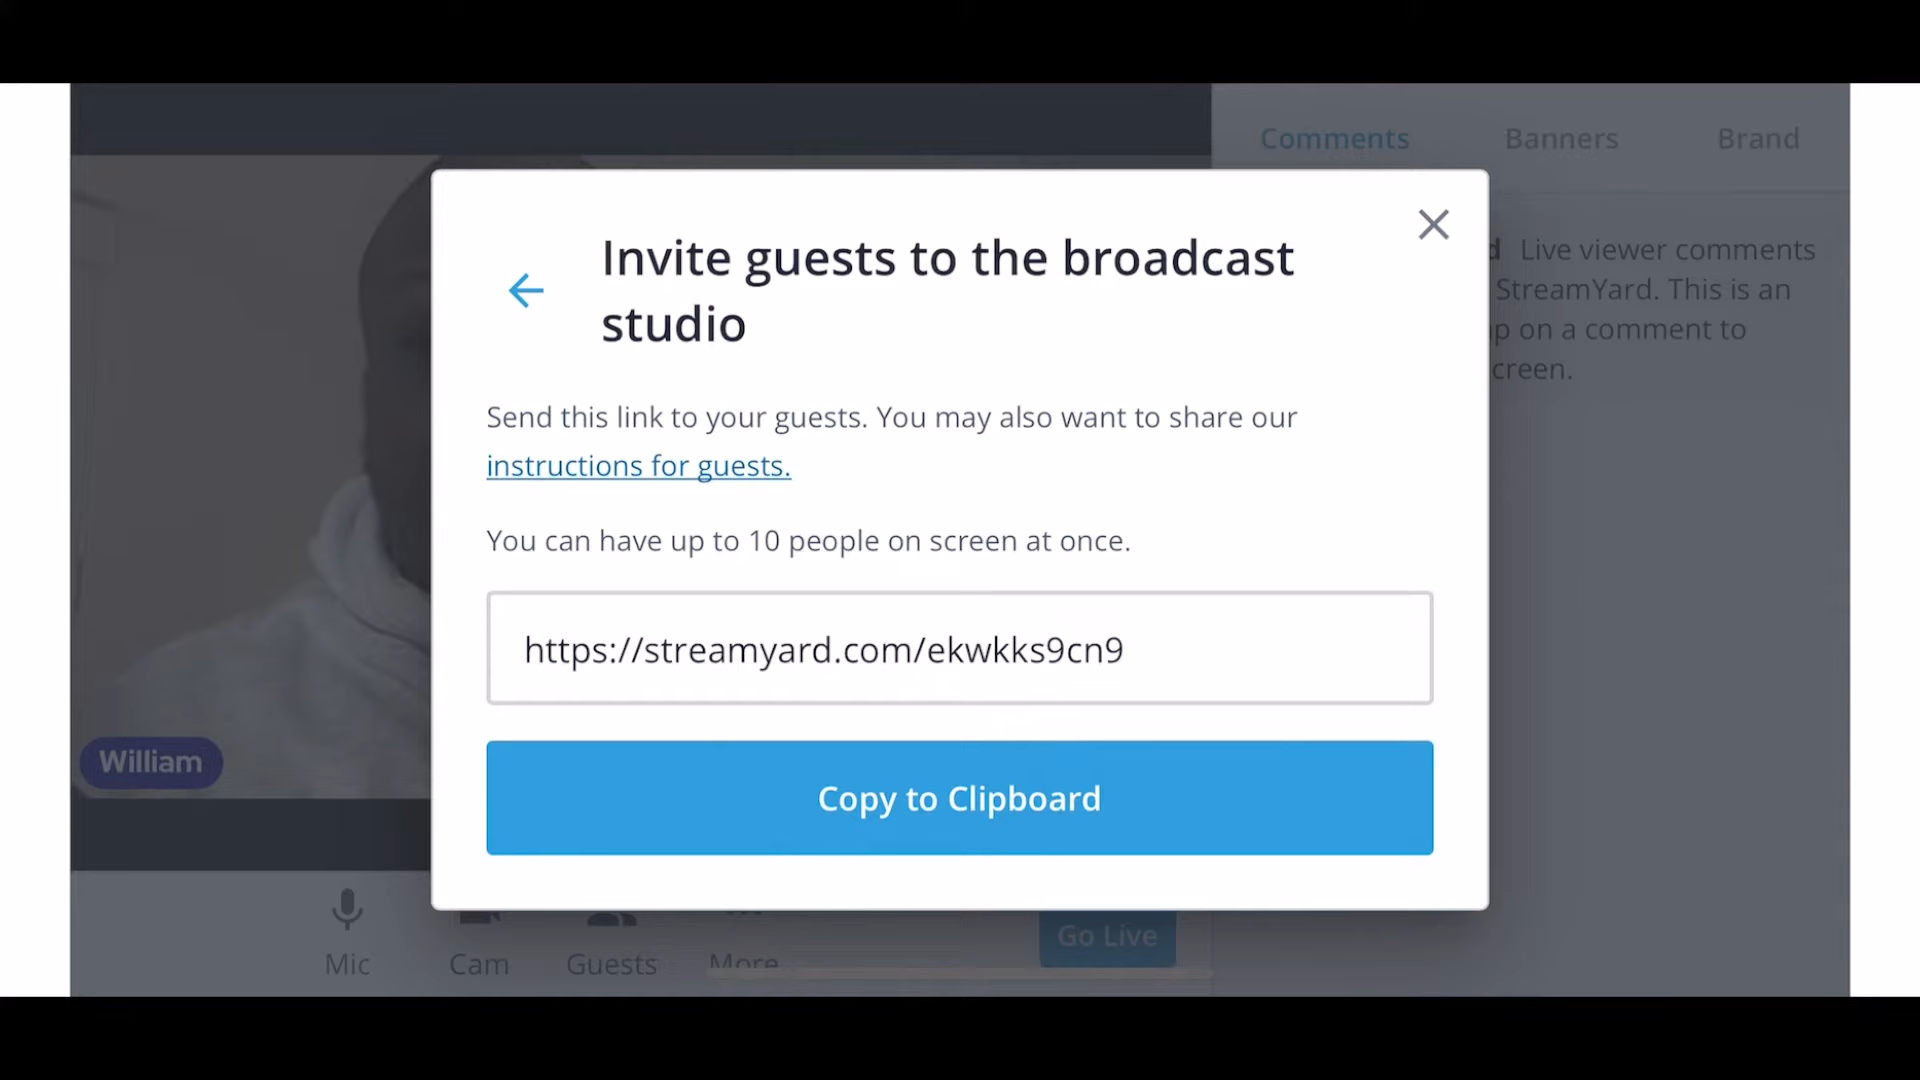 Comments Banners Brand
Invite guests to the broadcast
studio
Live viewer comments
StreamYard. This is an
on a comment to
Send this link to your guests. You may also want to share our
instructions for guests.
You can have up to 10 people on screen at once.
https://streamyard.com/ekwkks9cn9
William
Copy to Clipboard
Go Live
Mic Cam Guests More